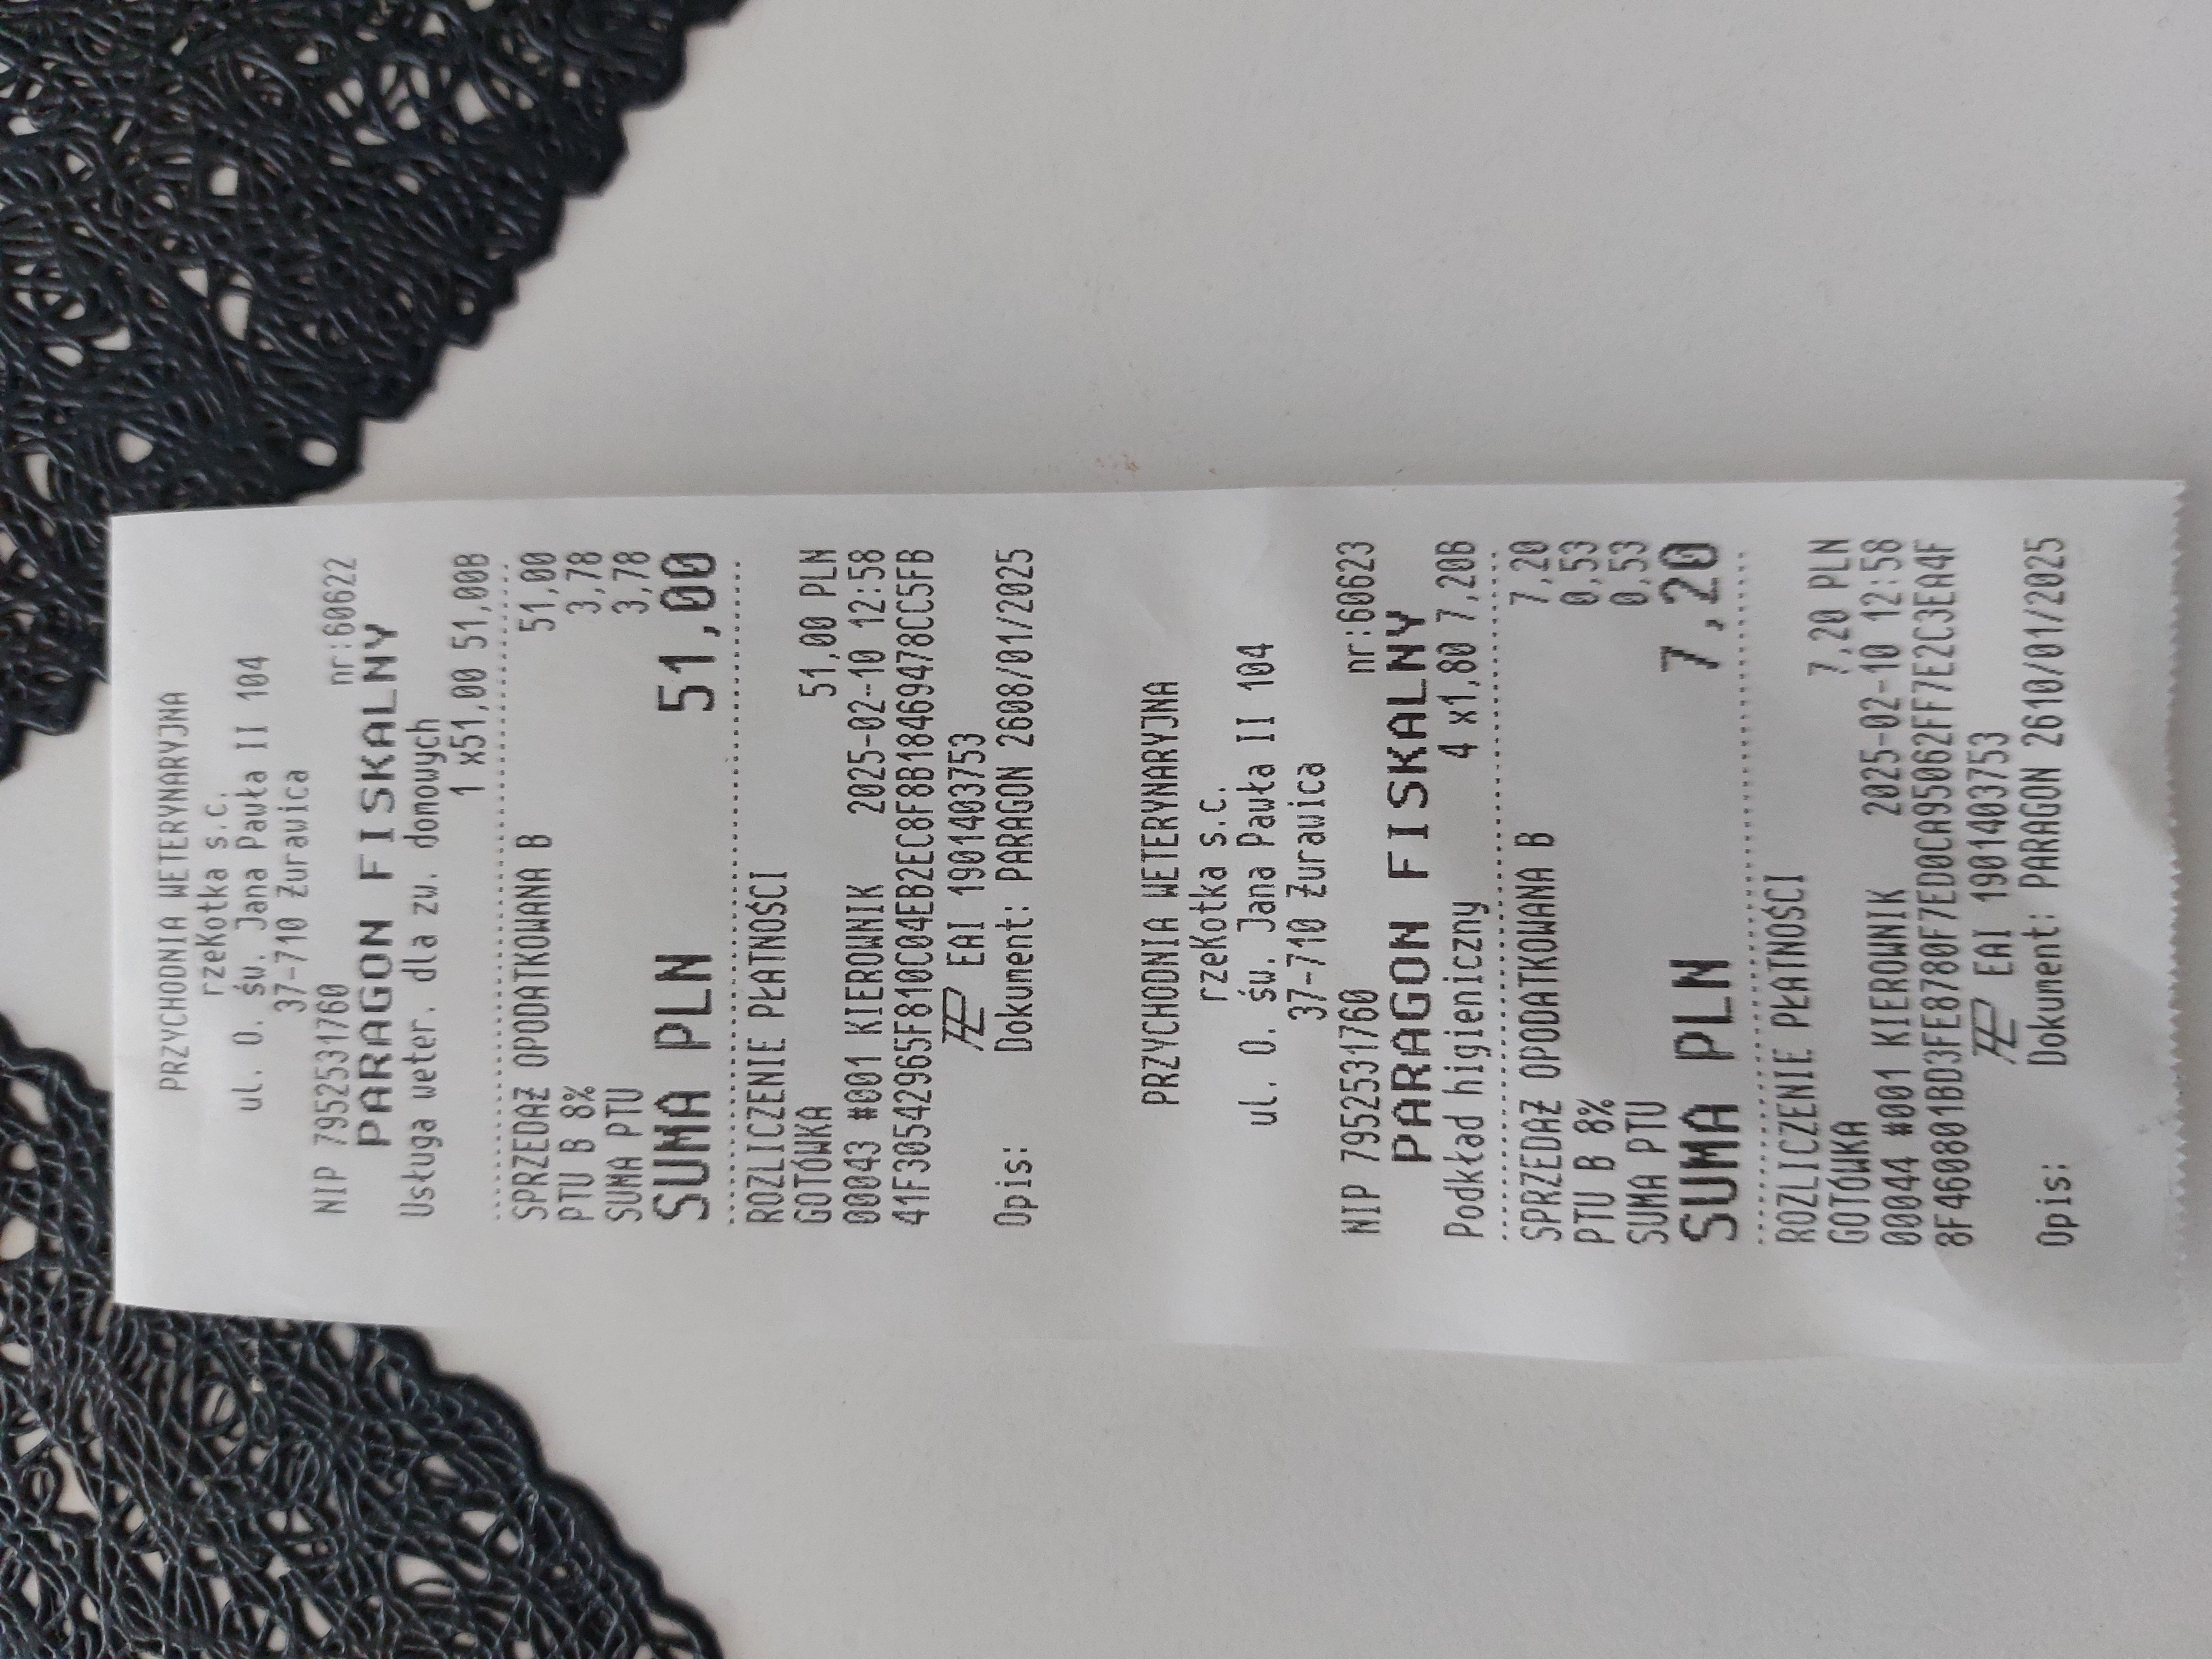 PRZYCHODNIA WETERYNARYJNA
rzeKotka s.c.
ul. O. św. Jana Pawła II 104
37-710 Żurawica
NIP 7952531760 nr:60622
PARAGON FISKALNY
Usługa weter. dla zw. domowych
1 x51,00 51,00B
SPRZEDAŻ OPODATKOWANA B 51,00
PTU B 8% 3,78
SUMA PTU 3,78
SUMA PLN 51,00
ROZLICZENIE PŁATNOŚCI
GOTÓWKA 51,00 PLN
00043 #001 KIEROWNIK 2025-02-10 12:58
41F30542965F810C04EB2EC8F8B18469478CC5FB
EAI 1901403753
Opis: Dokument: PARAGON 2608/01/2025
PRZYCHODNIA WETERYNARYJNA
rzeKotka s.c.
ul. O. św. Jana Pawła II 104
37-710 Żurawica
NIP 7952531760 nr:60623
PARAGON FISKALNY
Podkład higieniczny 4 x1,80 7,20B
SPRZEDAŻ OPODATKOWANA B 7,20
PTU B 8% 0,53
SUMA PTU 0,53
SUMA PLN 7,20
ROZLICZENIE PŁATNOŚCI
GOTÓWKA 7,20 PLN
00044 #001 KIEROWNIK 2025-02-10 12:58
8F460801BD3FE8780F7ED0CA95062FF7E2C3EA4F
EAI 1901403753
Opis: Dokument: PARAGON 2610/01/2025